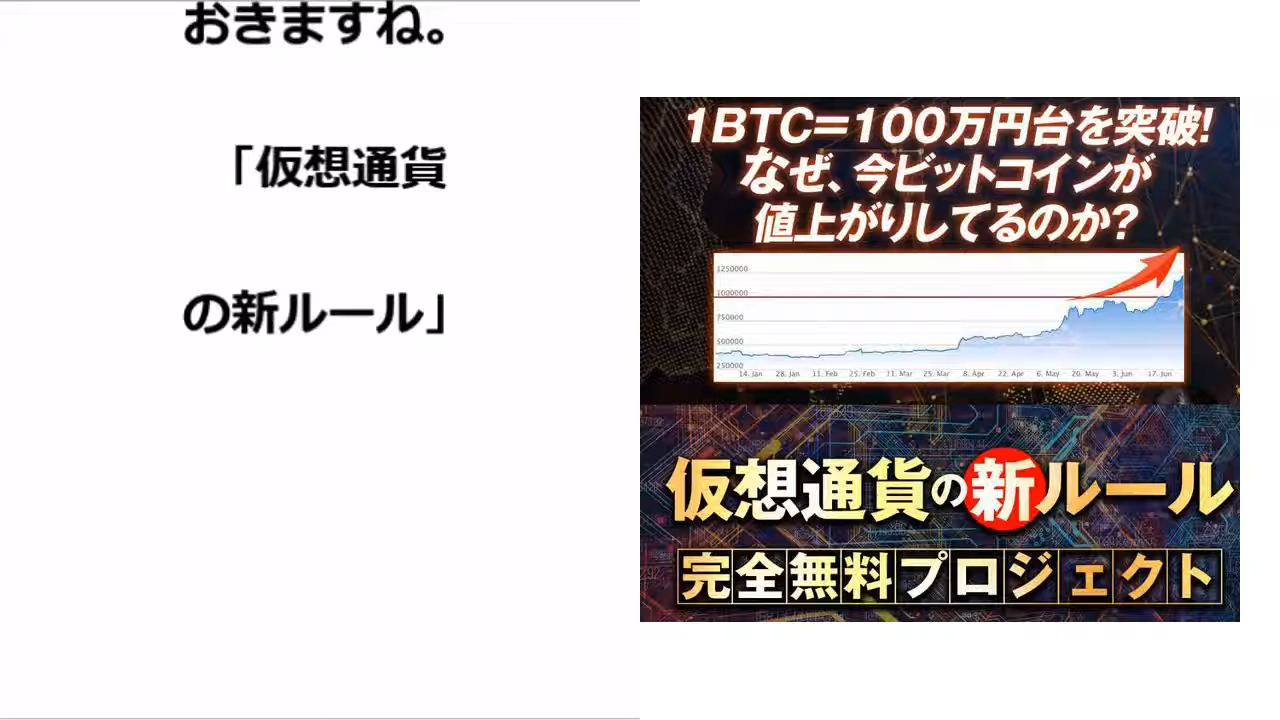 おきますね。
「仮想通貨
の新ルール」
1BTC=100万円台を突破!
なぜ、今ビットコインが
値上がりしてるのか?
1250000
1000000
750000
500000
250000
14. Jan 28. Jan 11. Feb 25. Feb 11. Mar 25. Mar 8. Apr 22. Apr 6. May 20. May 3. Jun 17. Jun
仮想通貨の新ルール
完全無料プロジェクト